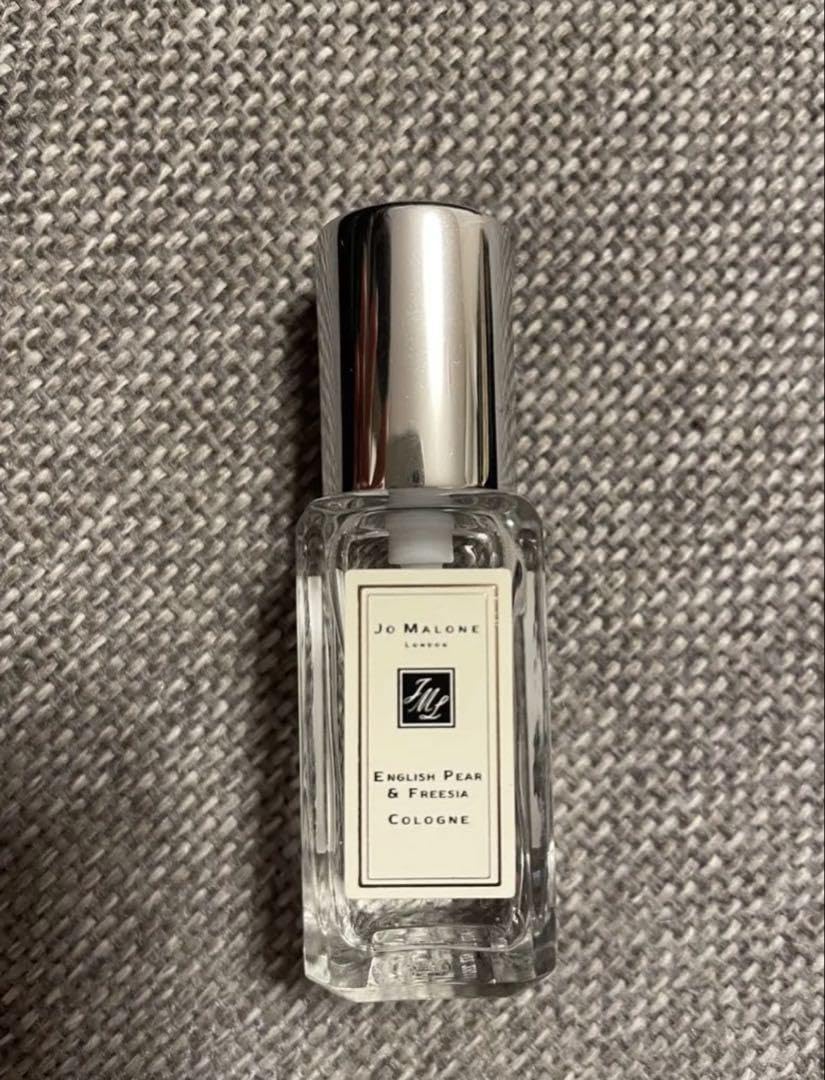 JO MALONE
LONDON
JML
ENGLISH PEAR
& FREESIA
COLOGNE